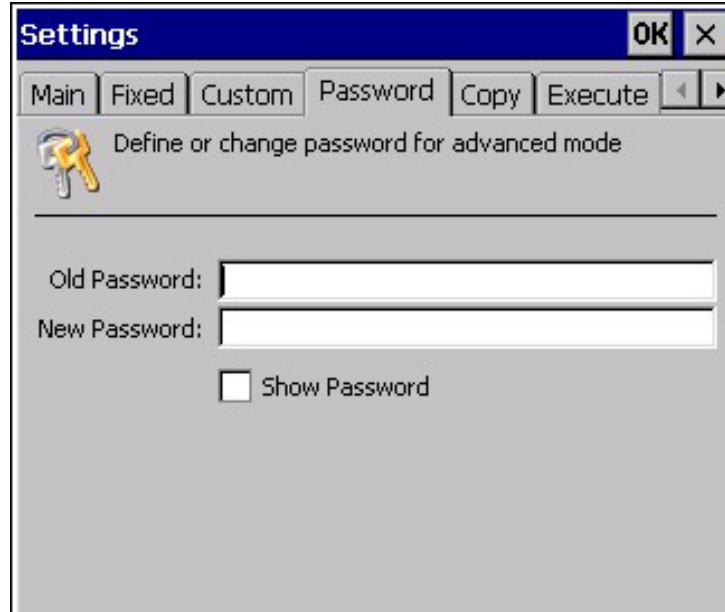 Settings OK ×
Main Fixed Custom Password Copy Execute
Define or change password for advanced mode
Old Password:
New Password:
Show Password